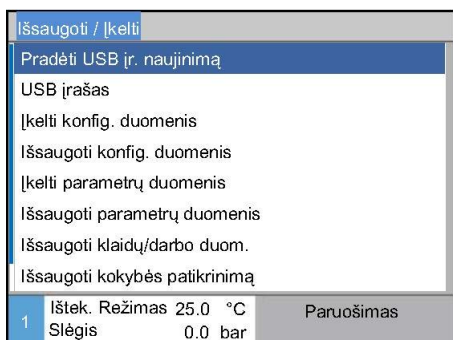 Išsaugoti / Įkelti
Pradėti USB įr. naujinimą
USB įrašas
Įkelti konfig. duomenis
Išsaugoti konfig. duomenis
Įkelti parametrų duomenis
Išsaugoti parametrų duomenis
Išsaugoti klaidų/darbo duom.
Išsaugoti kokybės patikrinimą
1 Ištek. Režimas 25.0 °C Paruošimas
Slėgis 0.0 bar